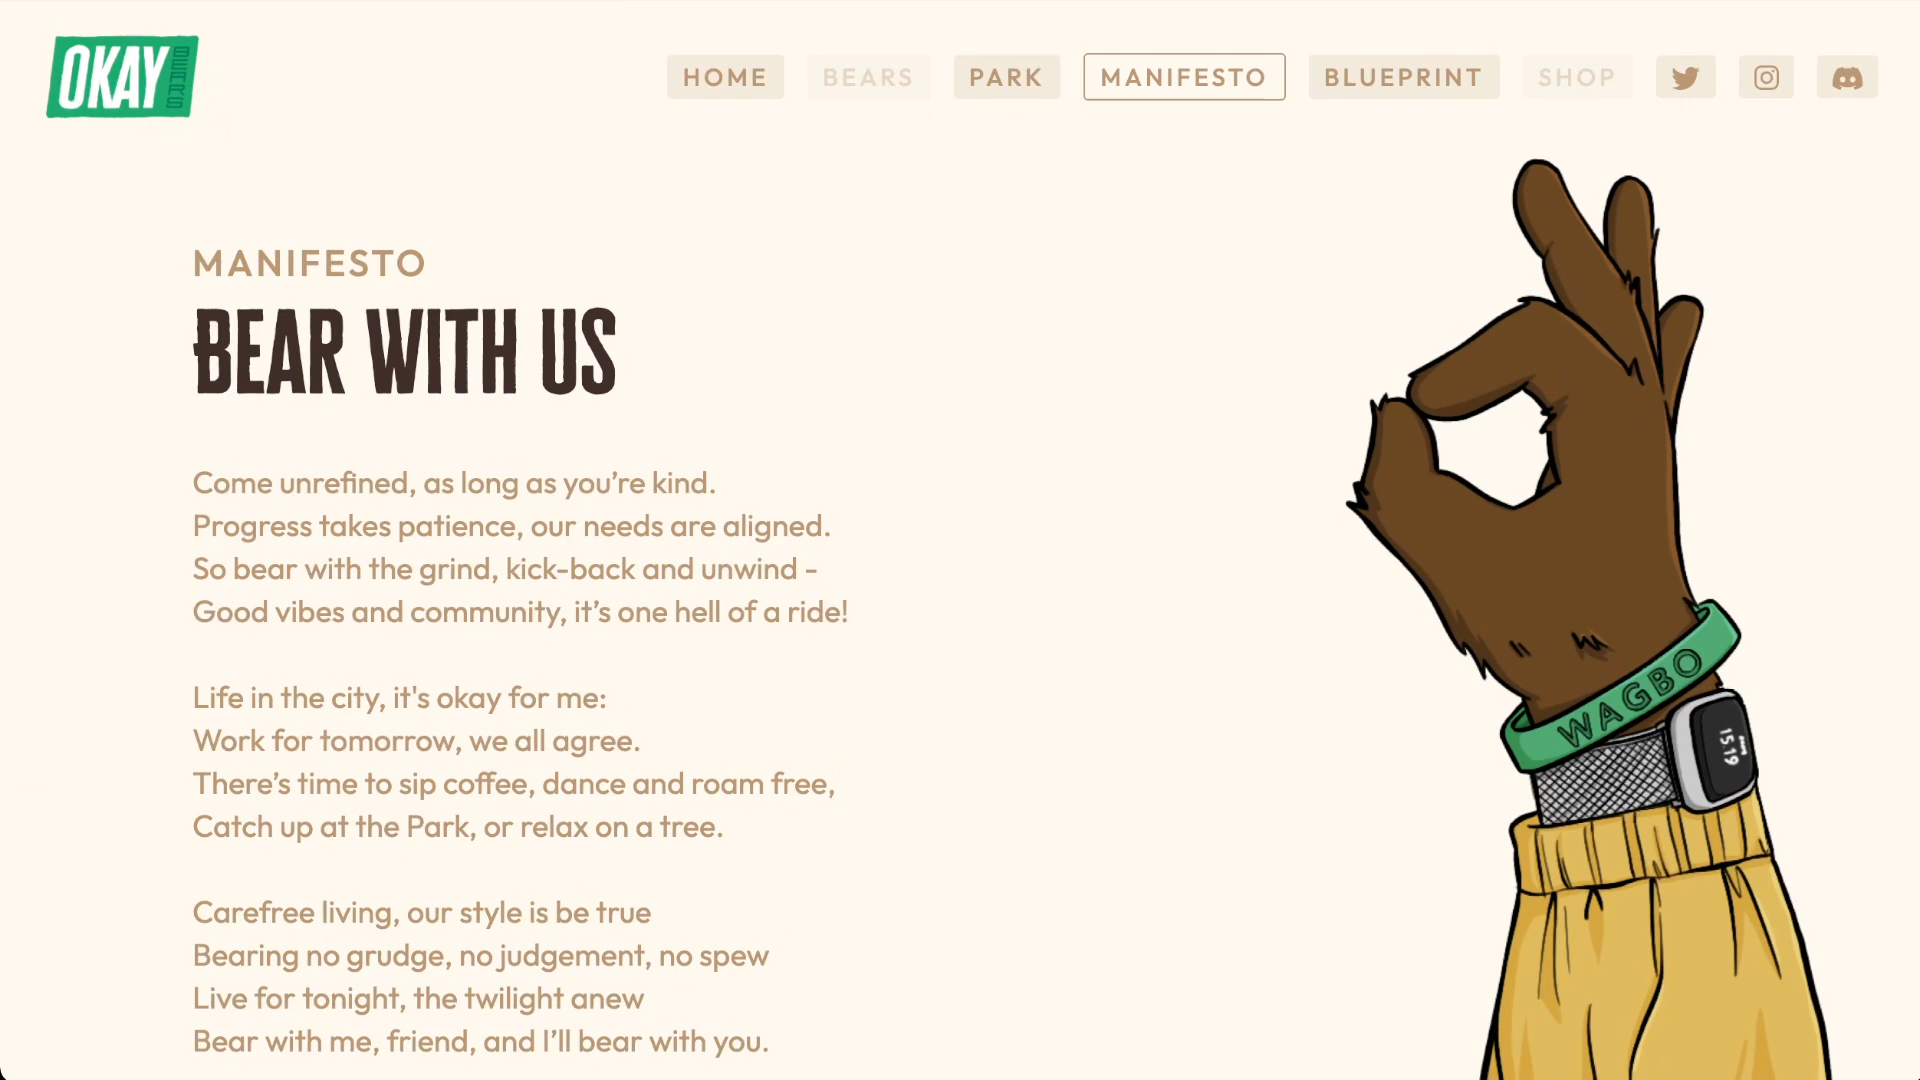 OKAY BEARS
HOME
BEARS
PARK
MANIFESTO
BLUEPRINT
SHOP
MANIFESTO
BEAR WITH US
Come unrefined, as long as you’re kind.
Progress takes patience, our needs are aligned.
So bear with the grind, kick-back and unwind -
Good vibes and community, it’s one hell of a ride!
Life in the city, it's okay for me:
Work for tomorrow, we all agree.
There’s time to sip coffee, dance and roam free,
Catch up at the Park, or relax on a tree.
Carefree living, our style is be true
Bearing no grudge, no judgement, no spew
Live for tonight, the twilight anew
Bear with me, friend, and I’ll bear with you.
WAGBO
15:19